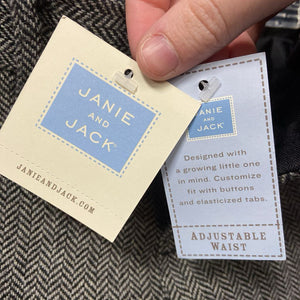 JANIE
AND
JACK
JANIEANDJACK.COM
JANIE
AND
JACK
Designed with
a growing little one
in mind. Customize
fit with buttons
and elasticized tabs.
ADJUSTABLE
WAIST